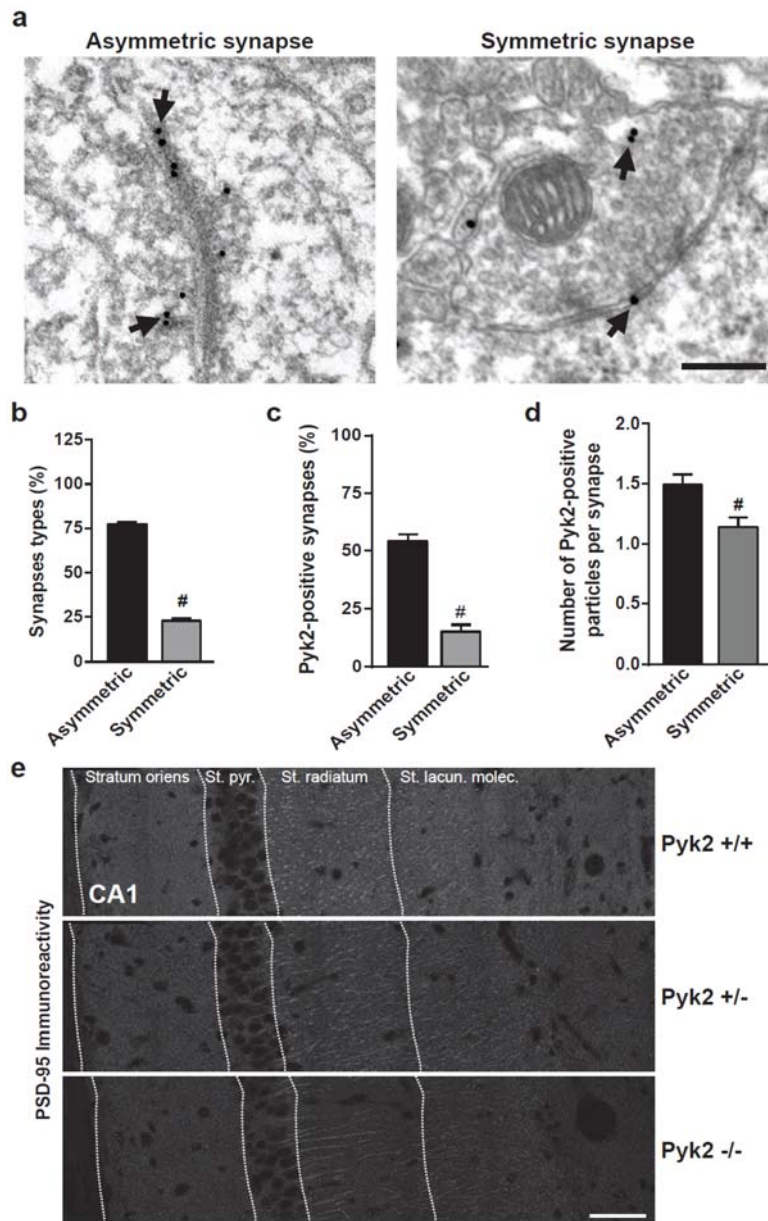 a
Asymmetric synapse
Symmetric synapse
b
Synapses types (%)
125
100
75
50
25
0
#
Asymmetric
Symmetric
c
Pyk2-positive synapses (%)
100
75
50
25
0
#
Asymmetric
Symmetric
d
Number of Pyk2-positive
particles per synapse
2.0
1.5
1.0
0.5
0.0
#
Asymmetric
Symmetric
e
PSD-95 Immunoreactivity
Stratum oriens St. pyr. St. radiatum St. lacun. molec.
CA1
Pyk2 +/+
Pyk2 +/-
Pyk2 -/-